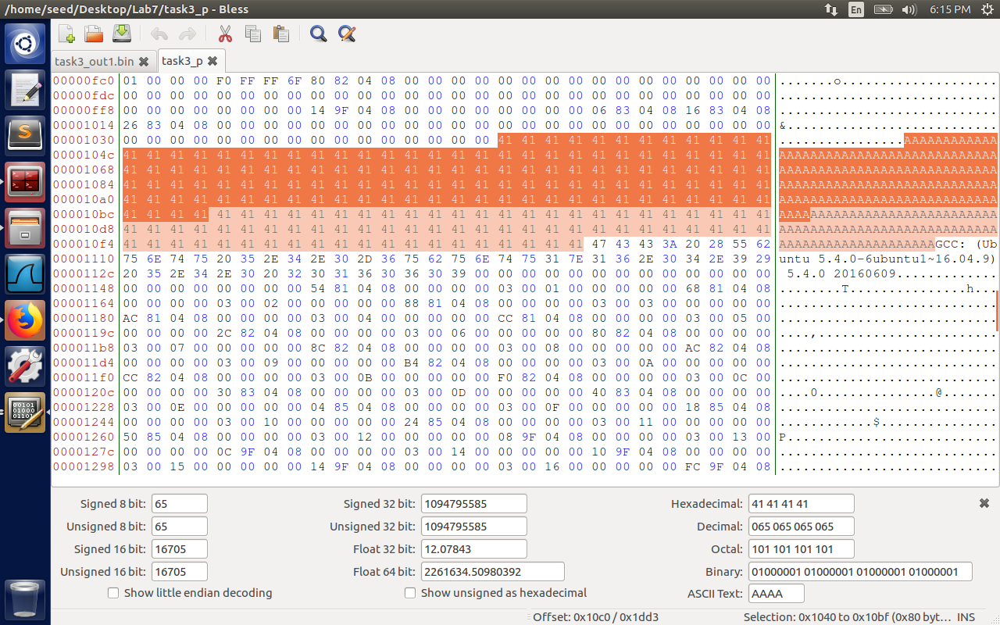 /home/seed/Desktop/Lab7/task3_p - Bless
En
6:15 PM
task3_out1.bin
task3_p
00000fc0 01 00 00 00 F0 FF FF 6F 80 82 04 08 00 00 00 00 00 00 00 00 00 00 00 00 00 00 00 00 .......o....................
00000fdc 00 00 00 00 00 00 00 00 00 00 00 00 00 00 00 00 00 00 00 00 00 00 00 00 00 00 00 00 ............................
00000ff8 00 00 00 00 00 00 00 00 14 9F 04 08 00 00 00 00 00 00 00 00 06 83 04 08 16 83 04 08 ............................
00001014 26 83 04 08 00 00 00 00 00 00 00 00 00 00 00 00 00 00 00 00 00 00 00 00 00 00 00 00 &...........................
00001030 00 00 00 00 00 00 00 00 00 00 00 00 00 00 00 00 41 41 41 41 41 41 41 41 41 41 41 41 ................AAAAAAAAAAAA
0000104c 41 41 41 41 41 41 41 41 41 41 41 41 41 41 41 41 41 41 41 41 41 41 41 41 41 41 41 41 AAAAAAAAAAAAAAAAAAAAAAAAAAAA
00001068 41 41 41 41 41 41 41 41 41 41 41 41 41 41 41 41 41 41 41 41 41 41 41 41 41 41 41 41 AAAAAAAAAAAAAAAAAAAAAAAAAAAA
00001084 41 41 41 41 41 41 41 41 41 41 41 41 41 41 41 41 41 41 41 41 41 41 41 41 41 41 41 41 AAAAAAAAAAAAAAAAAAAAAAAAAAAA
000010a0 41 41 41 41 41 41 41 41 41 41 41 41 41 41 41 41 41 41 41 41 41 41 41 41 41 41 41 41 AAAAAAAAAAAAAAAAAAAAAAAAAAAA
000010bc 41 41 41 41 41 41 41 41 41 41 41 41 41 41 41 41 41 41 41 41 41 41 41 41 41 41 41 41 AAAAAAAAAAAAAAAAAAAAAAAAAAAA
000010d8 41 41 41 41 41 41 41 41 41 41 41 41 41 41 41 41 41 41 41 41 41 41 41 41 41 41 41 41 AAAAAAAAAAAAAAAAAAAAAAAAAAAA
000010f4 41 41 41 41 41 41 41 41 41 41 41 41 41 41 41 41 41 41 41 41 47 43 43 3A 20 28 55 62 AAAAAAAAAAAAAAAAAAAAGCC: (Ub
00001110 75 6E 74 75 20 35 2E 34 2E 30 2D 36 75 62 75 6E 74 75 31 7E 31 36 2E 30 34 2E 39 29 untu 5.4.0-6ubuntu1~16.04.9)
0000112c 20 35 2E 34 2E 30 20 32 30 31 36 30 36 30 39 00 00 00 00 00 00 00 00 00 00 00 00 00 5.4.0 20160609.............
00001148 00 00 00 00 00 00 00 00 54 81 04 08 00 00 00 00 03 00 01 00 00 00 00 00 68 81 04 08 ........T...............h...
00001164 00 00 00 00 03 00 02 00 00 00 00 00 88 81 04 08 00 00 00 00 03 00 03 00 00 00 00 00 ............................
00001180 AC 81 04 08 00 00 00 00 03 00 04 00 00 00 00 00 CC 81 04 08 00 00 00 00 03 00 05 00 ............................
0000119c 00 00 00 00 2C 82 04 08 00 00 00 00 03 00 06 00 00 00 00 00 80 82 04 08 00 00 00 00 ....,.......................
000011b8 03 00 07 00 00 00 00 00 8C 82 04 08 00 00 00 00 03 00 08 00 00 00 00 00 AC 82 04 08 ............................
000011d4 00 00 00 00 03 00 09 00 00 00 00 00 B4 82 04 08 00 00 00 00 03 00 0A 00 00 00 00 00 ............................
000011f0 CC 82 04 08 00 00 00 00 03 00 0B 00 00 00 00 00 F0 82 04 08 00 00 00 00 03 00 0C 00 ............................
0000120c 00 00 00 00 30 83 04 08 00 00 00 00 03 00 0D 00 00 00 00 00 40 83 04 08 00 00 00 00 ....0...............@.......
00001228 03 00 0E 00 00 00 00 00 04 85 04 08 00 00 00 00 03 00 0F 00 00 00 00 00 18 85 04 08 ............................
00001244 00 00 00 00 03 00 10 00 00 00 00 00 24 85 04 08 00 00 00 00 03 00 11 00 00 00 00 00 ............$...............
00001260 50 85 04 08 00 00 00 00 03 00 12 00 00 00 00 00 08 9F 04 08 00 00 00 00 03 00 13 00 P...........................
0000127c 00 00 00 00 0C 9F 04 08 00 00 00 00 03 00 14 00 00 00 00 00 10 9F 04 08 00 00 00 00 ............................
00001298 03 00 15 00 00 00 00 00 14 9F 04 08 00 00 00 00 03 00 16 00 00 00 00 00 FC 9F 04 08 ............................
Signed 8 bit: 65 Signed 32 bit: 1094795585 Hexadecimal: 41 41 41 41
Unsigned 8 bit: 65 Unsigned 32 bit: 1094795585 Decimal: 065 065 065 065
Signed 16 bit: 16705 Float 32 bit: 12.07843 Octal: 101 101 101 101
Unsigned 16 bit: 16705 Float 64 bit: 2261634.50980392 Binary: 01000001 01000001 01000001 01000001
Show little endian decoding Show unsigned as hexadecimal ASCII Text: AAAA
Offset: 0x10c0 / 0x1dd3 Selection: 0x1040 to 0x10bf (0x80 byt... INS